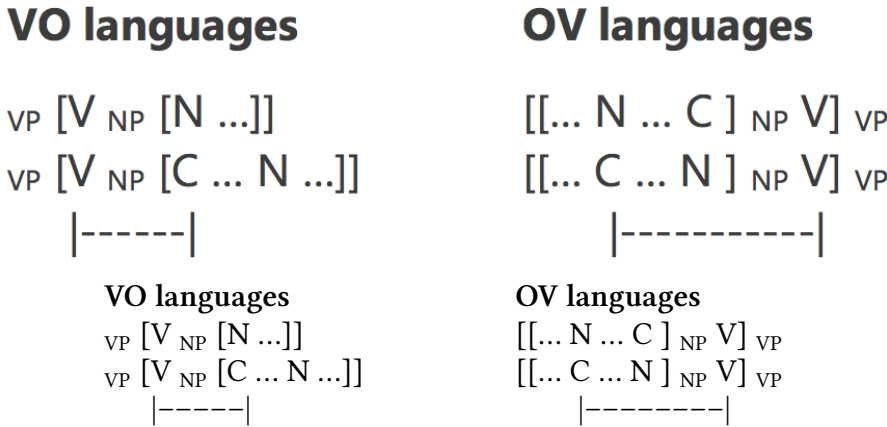 VO languages OV languages
VP [V NP [N ...]] [[... N ... C ] NP V] VP
VP [V NP [C ... N ...]] [[... C ... N ] NP V] VP
|------| |-----------|
VO languages OV languages
VP [V NP [N ...]] [[... N ... C ] NP V] VP
VP [V NP [C ... N ...]] [[... C ... N ] NP V] VP
|−−−−−| |−−−−−−−−|